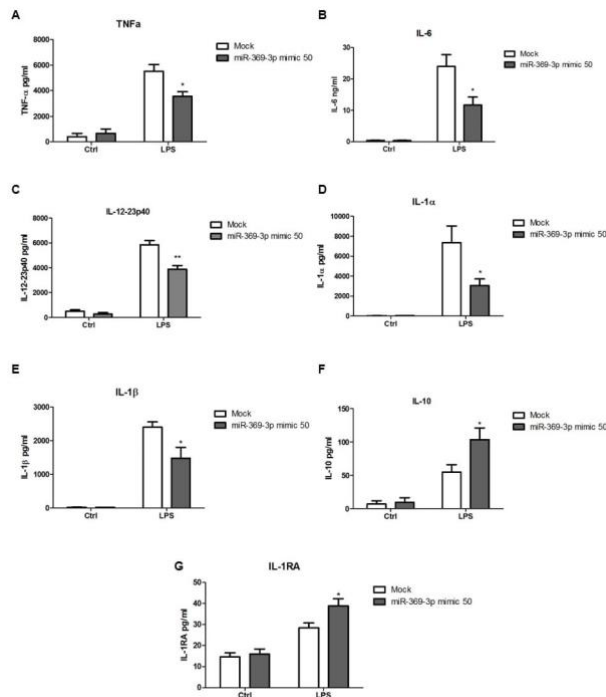 A
TNFa
TNF-α pg/ml
8000
6000
4000
2000
0
*
Ctrl
LPS
Mock
miR-369-3p mimic 50
B
IL-6
IL-6 ng/ml
30
20
10
0
*
Ctrl
LPS
Mock
miR-369-3p mimic 50
C
IL-12-23p40
IL-12-23p40 pg/ml
8000
6000
4000
2000
0
**
Ctrl
LPS
Mock
miR-369-3p mimic 50
D
IL-1α
IL-1α pg/ml
10000
8000
6000
4000
2000
0
*
Ctrl
LPS
Mock
miR-369-3p mimic 50
E
IL-1β
IL-1β pg/ml
3000
2000
1000
0
*
Ctrl
LPS
Mock
miR-369-3p mimic 50
F
IL-10
IL-10 pg/ml
150
100
50
0
*
Ctrl
LPS
Mock
miR-369-3p mimic 50
G
IL-1RA
IL-1RA pg/ml
50
40
30
20
10
0
*
Ctrl
LPS
Mock
miR-369-3p mimic 50